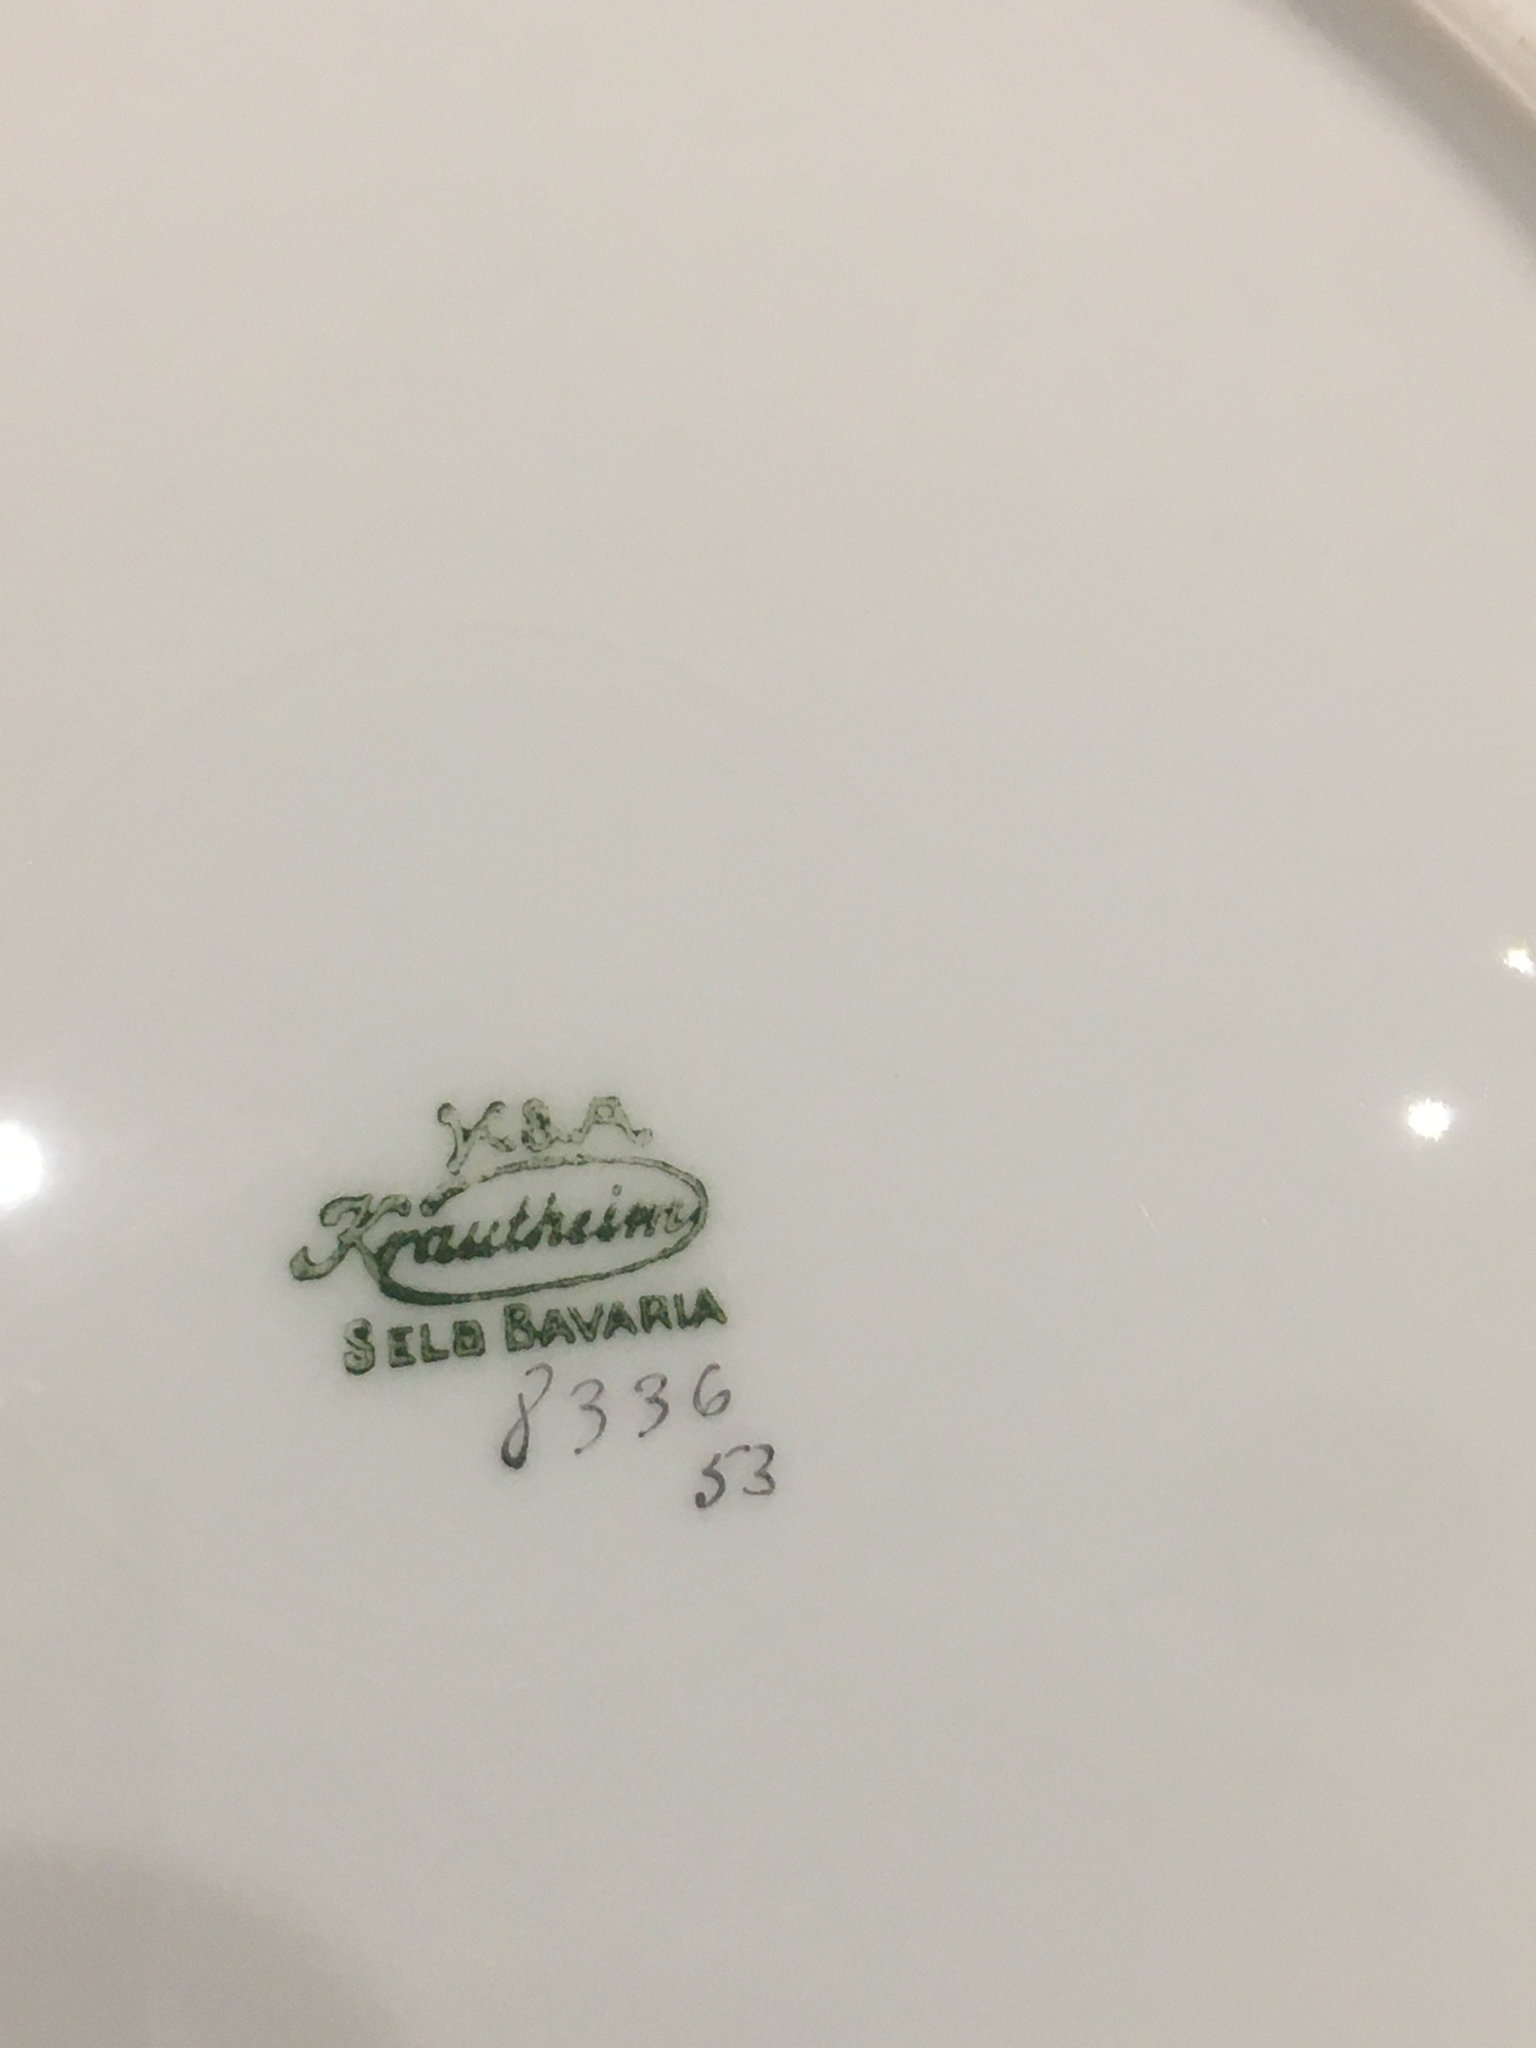 K&A
Krautheim
SELB BAVARIA
8336
53